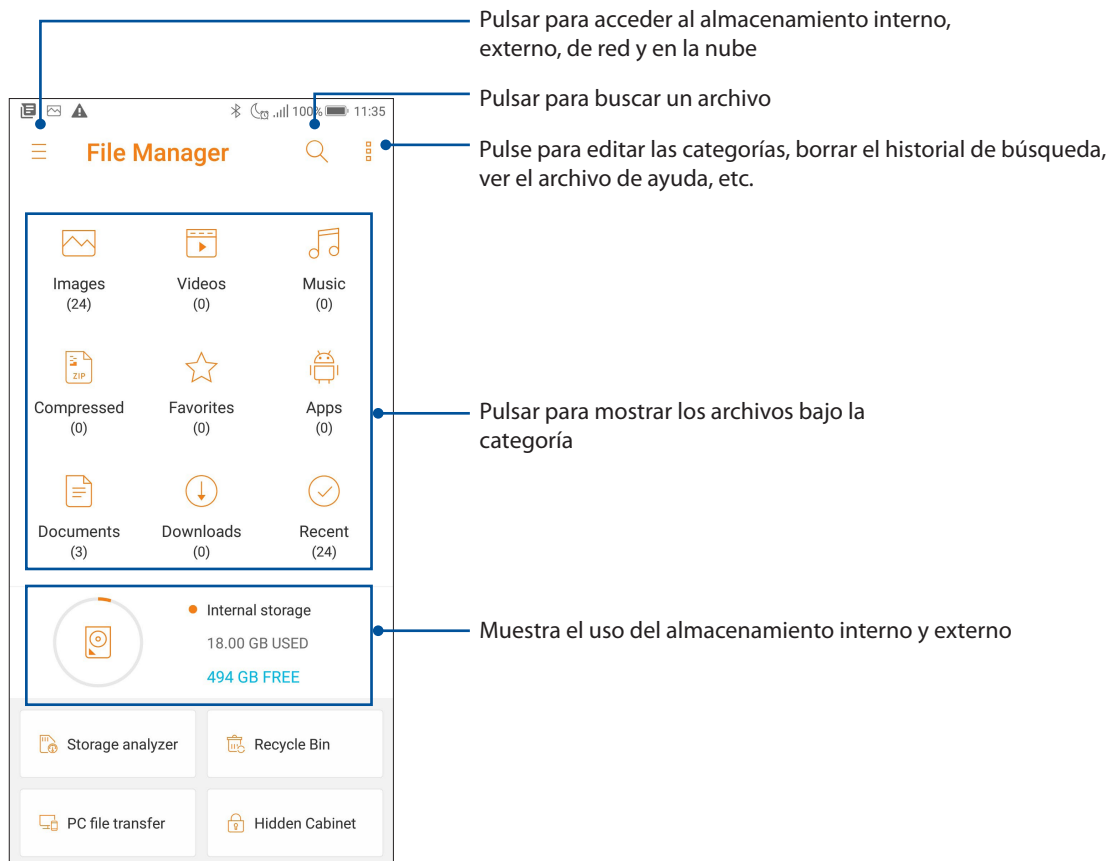 Pulsar para acceder al almacenamiento interno,
externo, de red y en la nube
Pulsar para buscar un archivo
100% 11:35
File Manager
Pulse para editar las categorías, borrar el historial de búsqueda,
ver el archivo de ayuda, etc.
Images
(24)
Videos
(0)
Music
(0)
ZIP
Compressed
(0)
Favorites
(0)
Apps
(0)
Pulsar para mostrar los archivos bajo la
categoría
Documents
(3)
Downloads
(0)
Recent
(24)
Internal storage
18.00 GB USED
494 GB FREE
Muestra el uso del almacenamiento interno y externo
Storage analyzer
Recycle Bin
PC file transfer
Hidden Cabinet